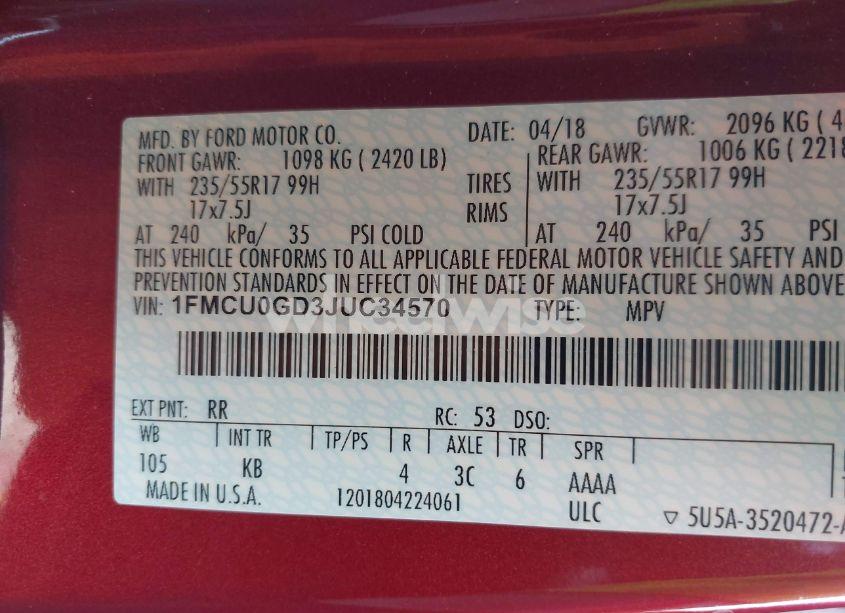 MFD. BY FORD MOTOR CO. DATE: 04/18 GVWR: 2096 KG ( 4
FRONT GAWR: 1098 KG ( 2420 LB) REAR GAWR: 1006 KG ( 2218
WITH 235/55R17 99H TIRES WITH 235/55R17 99H
17x7.5J RIMS 17x7.5J
AT 240 kPa/ 35 PSI COLD AT 240 kPa/ 35 PSI
THIS VEHICLE CONFORMS TO ALL APPLICABLE FEDERAL MOTOR VEHICLE SAFETY AND
PREVENTION STANDARDS IN EFFECT ON THE DATE OF MANUFACTURE SHOWN ABOVE
VIN: 1FMCU0GD3JUC34570 TYPE: MPV
wheelwise
EXT PNT: RR RC: 53 DSO:
WB INT TR TP/PS R AXLE TR SPR
105 KB 4 3C 6 AAAA
MADE IN U.S.A. 1201804224061 ULC ▽ 5U5A-3520472-A